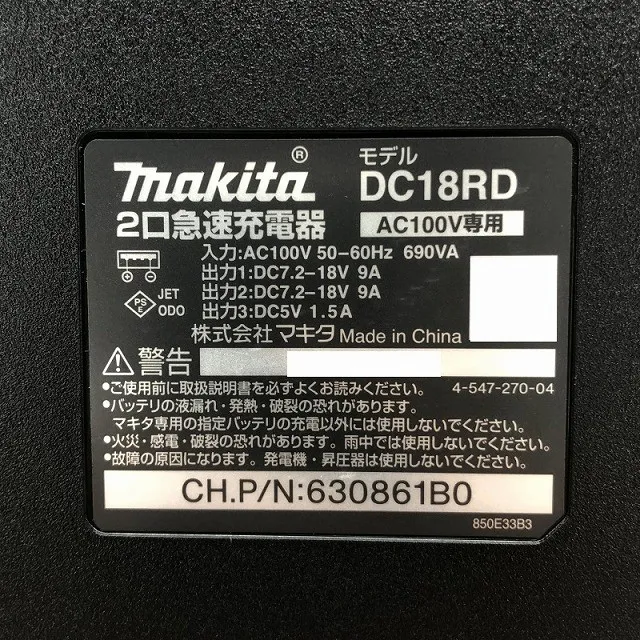 makita® モデル DC18RD
2口急速充電器 AC100V専用
入力:AC100V 50-60Hz 690VA
出力1:DC7.2-18V 9A
出力2:DC7.2-18V 9A
出力3:DC5V 1.5A
PS E JET ODO
株式会社マキタ Made in China
警告
•ご使用前に取扱説明書を必ずよくお読みください。 4-547-270-04
•バッテリの液漏れ・発熱・破裂の恐れがあります。
マキタ専用の指定バッテリの充電以外には使用しないでください。
•火災・感電・破裂の恐れあり。雨中では使用しないでください。
•故障の原因になります。発電機・昇圧器は使用しないでください。
CH.P/N:630861B0
850E33B3